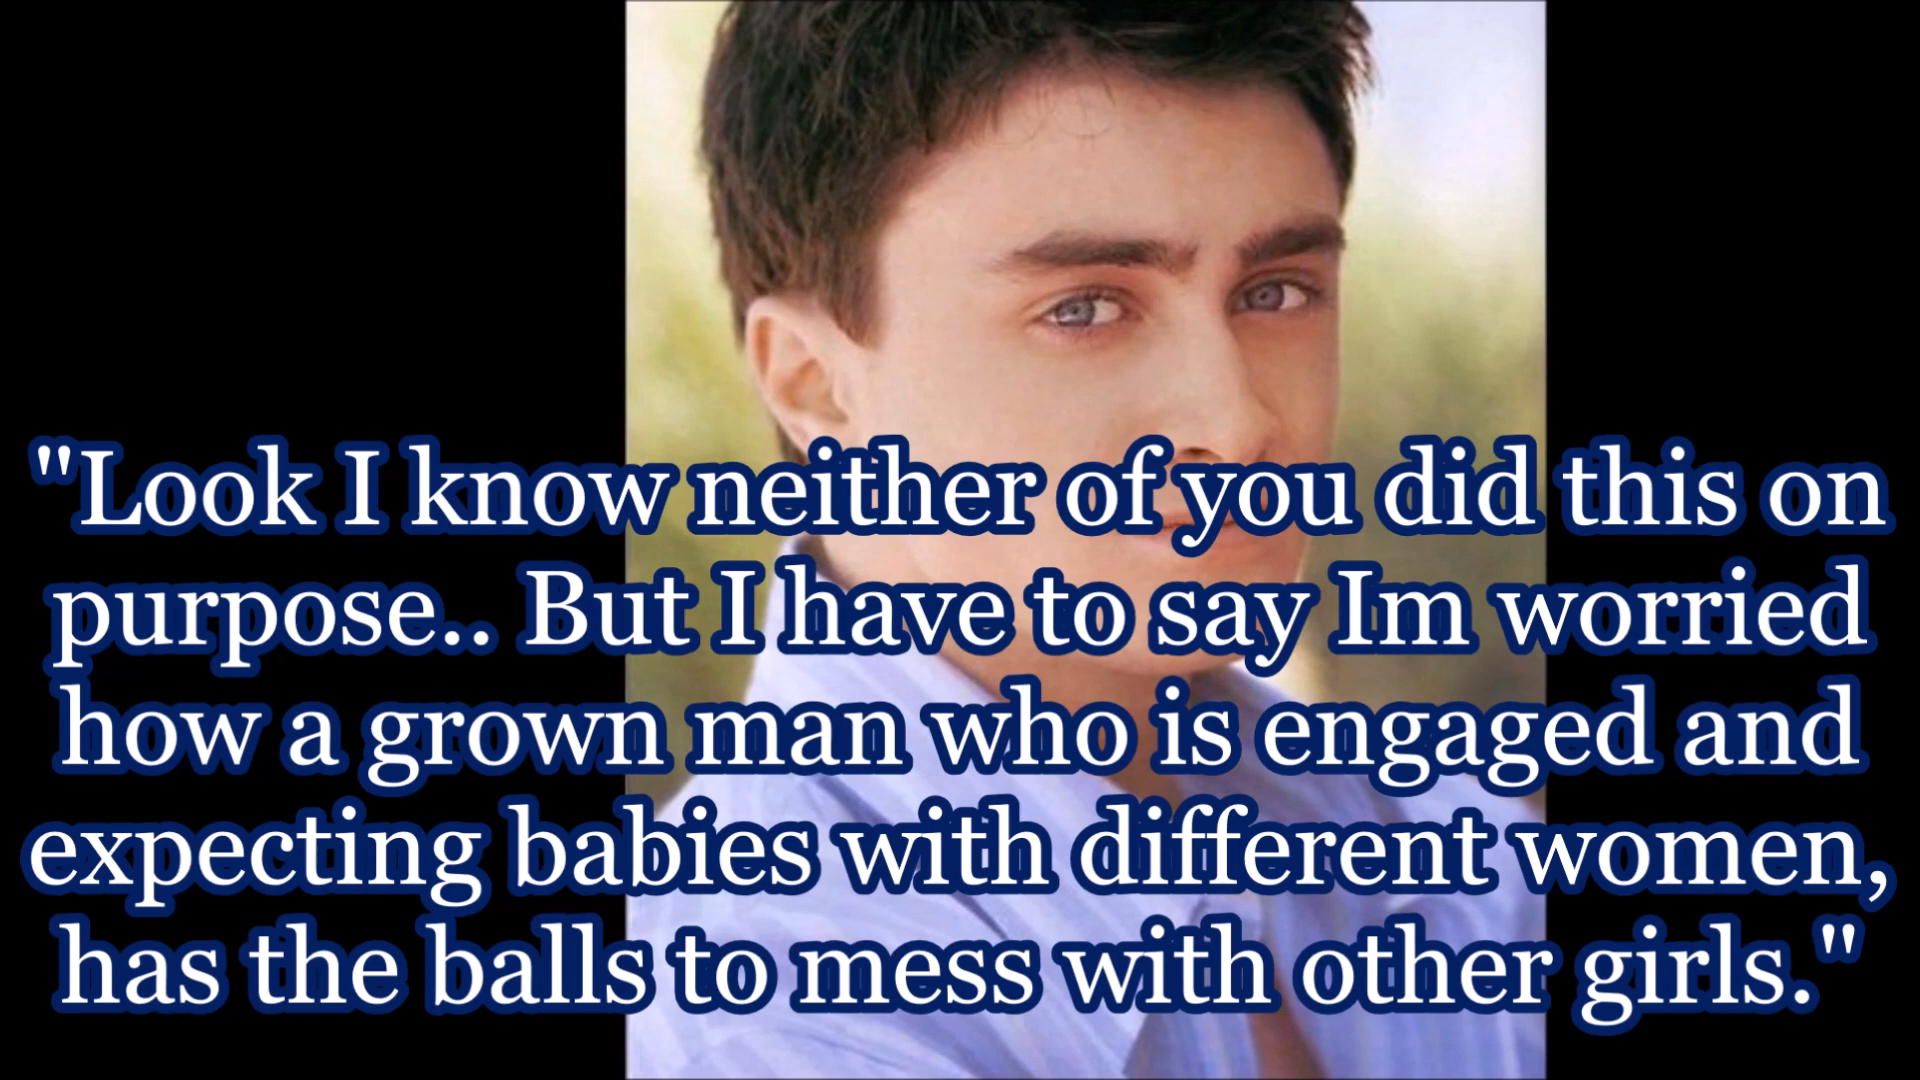 "Look I know neither of you did this on
purpose.. But I have to say Im worried
how a grown man who is engaged and
expecting babies with different women,
has the balls to mess with other girls."